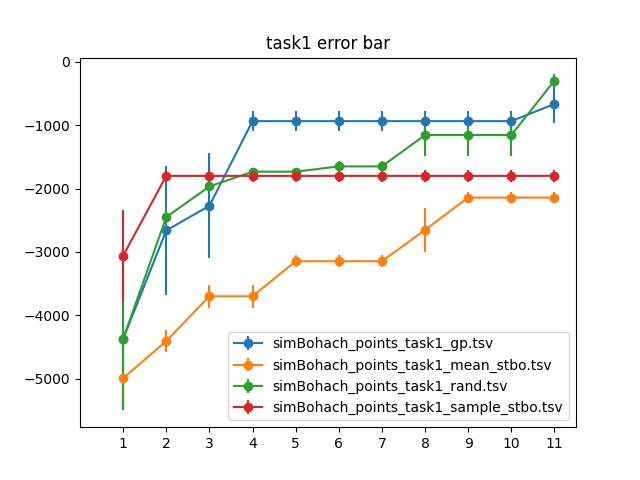 task1 error bar
0
−1000
−2000
−3000
−4000
−5000
simBohach_points_task1_gp.tsv
simBohach_points_task1_mean_stbo.tsv
simBohach_points_task1_rand.tsv
simBohach_points_task1_sample_stbo.tsv
1 2 3 4 5 6 7 8 9 10 11